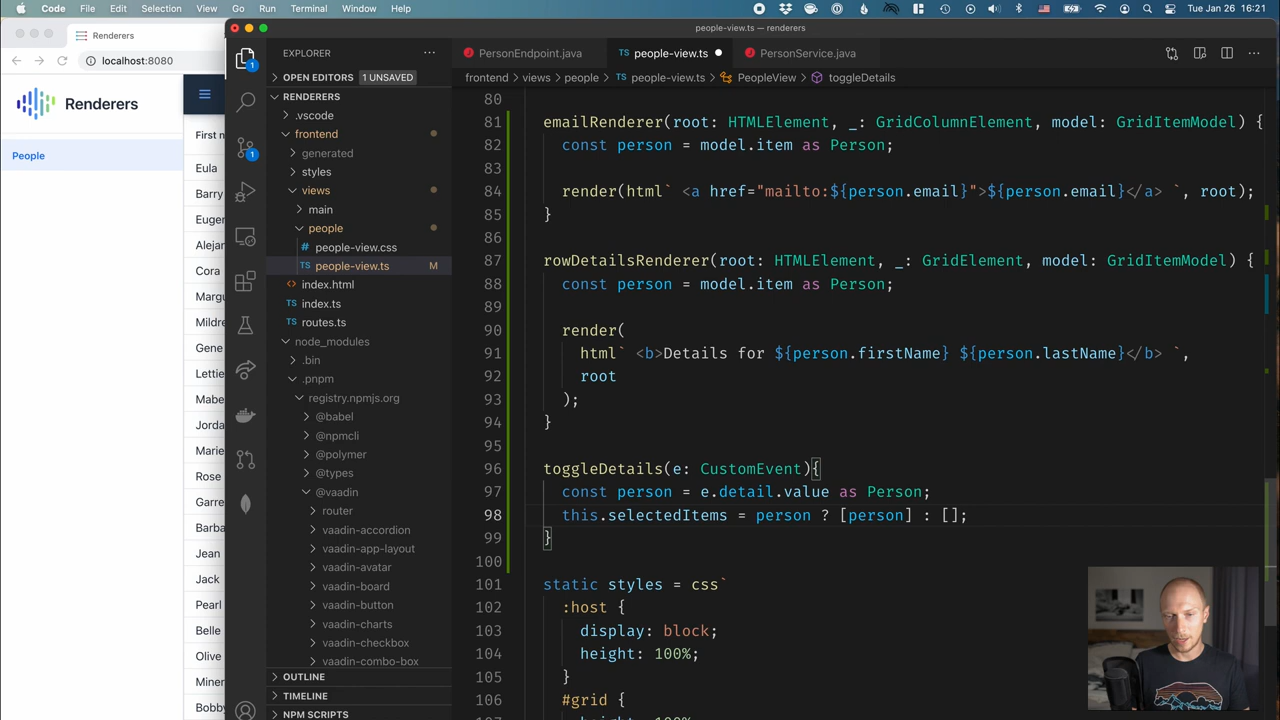 Code File Edit Selection View Go Run Terminal Window Help
Tue Jan 26 16:21
people-view.ts — renderers
Renderers
localhost:8080
Renderers
People
First n
Eula
Barry
Eugen
Alejan
Cora
Margu
Mildre
Gene
Lettie
Mabe
Jorda
Marie
Rose
Garre
Barba
Jean
Jack
Pearl
Belle
Olive
Miner
Bobby
EXPLORER
OPEN EDITORS 1 UNSAVED
RENDERERS
.vscode
frontend
generated
styles
views
main
people
# people-view.css
TS people-view.ts M
<> index.html
TS index.ts
TS routes.ts
node_modules
.bin
.pnpm
registry.npmjs.org
@babel
@npmcli
@polymer
@types
@vaadin
router
vaadin-accordion
vaadin-app-layout
vaadin-avatar
vaadin-board
vaadin-button
vaadin-charts
vaadin-checkbox
vaadin-combo-box
OUTLINE
TIMELINE
NPM SCRIPTS
PersonEndpoint.java
TS people-view.ts
PersonService.java
frontend > views > people > TS people-view.ts > PeopleView > toggleDetails
80
81 emailRenderer(root: HTMLElement, _: GridColumnElement, model: GridItemModel) {
82 const person = model.item as Person;
83
84 render(html` <a href="mailto:${person.email}">${person.email}</a> `, root);
85 }
86
87 rowDetailsRenderer(root: HTMLElement, _: GridElement, model: GridItemModel) {
88 const person = model.item as Person;
89
90 render(
91 html` <b>Details for ${person.firstName} ${person.lastName}</b> `,
92 root
93 );
94 }
95
96 toggleDetails(e: CustomEvent){
97 const person = e.detail.value as Person;
98 this.selectedItems = person ? [person] : [];
99 }
100
101 static styles = css`
102 :host {
103 display: block;
104 height: 100%;
105 }
106 #grid {